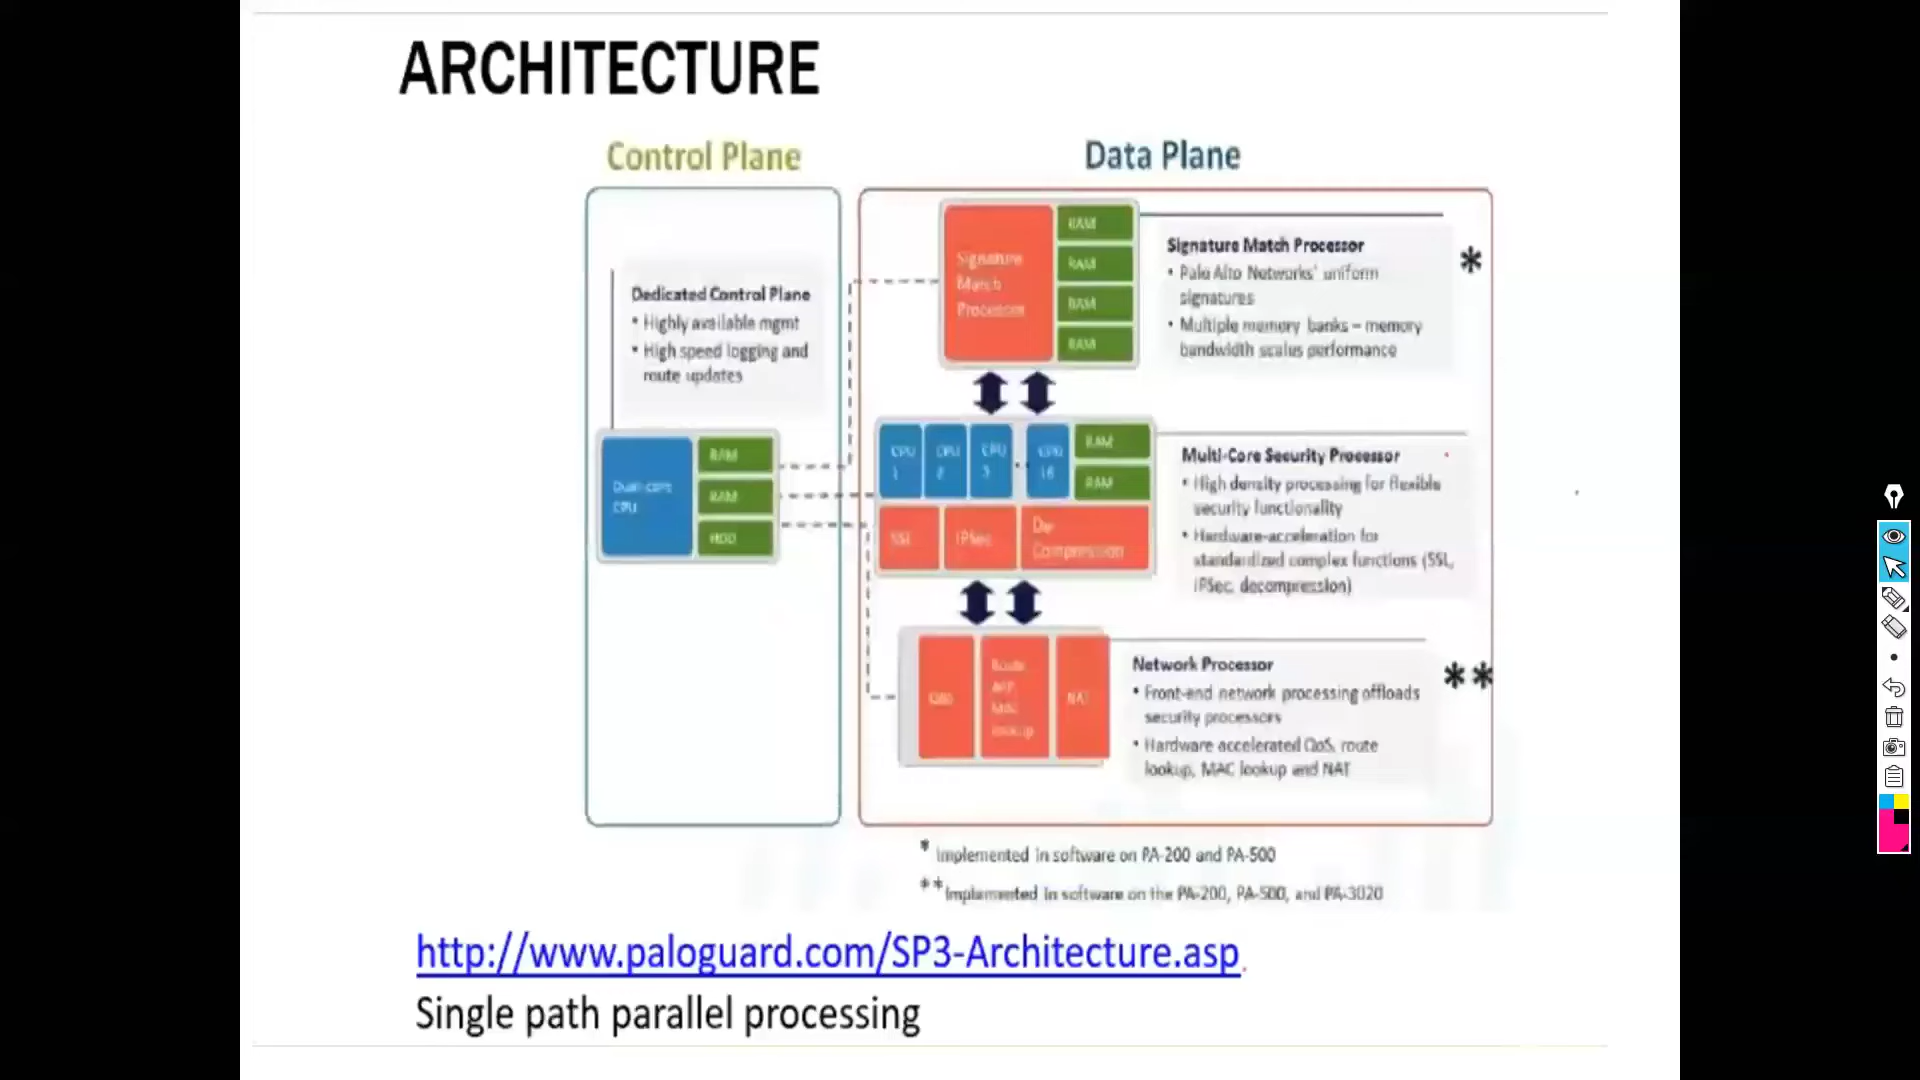 ARCHITECTURE
Control Plane
Data Plane
Dedicated Control Plane
• Highly available mgmt
• High speed logging and
route updates
Dual-core
CPU
RAM
RAM
HDD
Signature
Match
Processor
RAM
RAM
RAM
RAM
Signature Match Processor
• Palo Alto Networks' uniform
signatures
• Multiple memory banks – memory
bandwidth scales performance
*
CPU
1
CPU
2
CPU
3
..
CPU
16
RAM
RAM
SSL
IPSec
De-
Compression
Multi-Core Security Processor
• High density processing for flexible
security functionality
• Hardware-acceleration for
standardized complex functions (SSL,
IPSec, decompression)
QoS
Route,
ARP,
MAC
lookup
NAT
Network Processor
• Front-end network processing offloads
security processors
• Hardware accelerated QoS, route
lookup, MAC lookup and NAT
**
* Implemented in software on PA-200 and PA-500
** Implemented in software on the PA-200, PA-500, and PA-3020
http://www.paloguard.com/SP3-Architecture.asp
Single path parallel processing